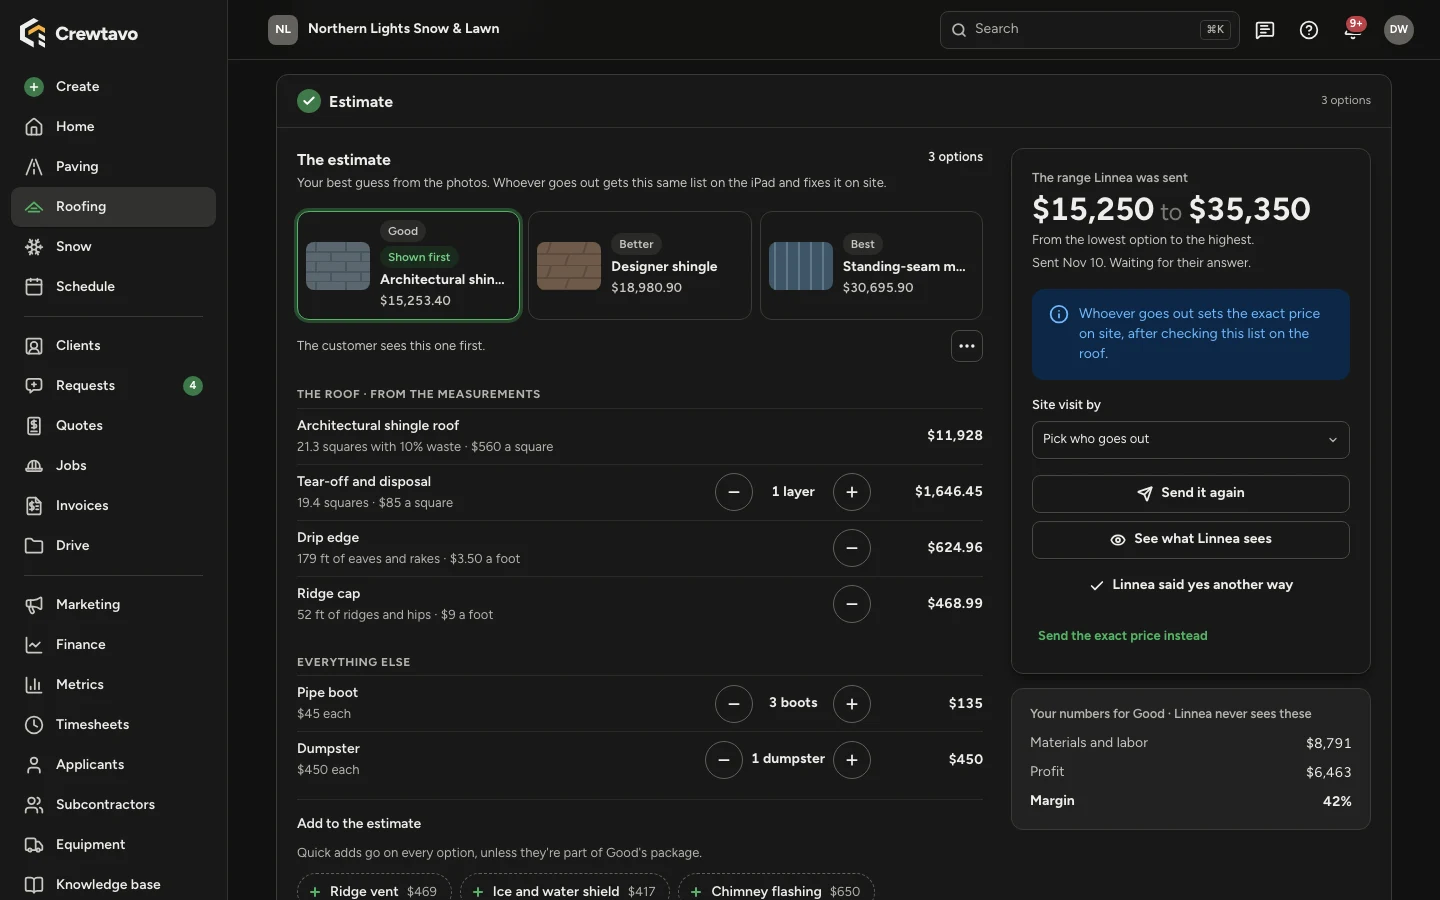 Crewtavo
NL
Northern Lights Snow & Lawn
Search
⌘K
9+
DW
Create
Home
Paving
Roofing
Snow
Schedule
Clients
Requests
4
Quotes
Jobs
Invoices
Drive
Marketing
Finance
Metrics
Timesheets
Applicants
Subcontractors
Equipment
Knowledge base
Estimate
3 options
The estimate
3 options
Your best guess from the photos. Whoever goes out gets this same list on the iPad and fixes it on site.
Good
Shown first
Architectural shin...
$15,253.40
Better
Designer shingle
$18,980.90
Best
Standing-seam m...
$30,695.90
The customer sees this one first.
THE ROOF · FROM THE MEASUREMENTS
Architectural shingle roof
21.3 squares with 10% waste · $560 a square
$11,928
Tear-off and disposal
19.4 squares · $85 a square
1 layer
$1,646.45
Drip edge
179 ft of eaves and rakes · $3.50 a foot
$624.96
Ridge cap
52 ft of ridges and hips · $9 a foot
$468.99
EVERYTHING ELSE
Pipe boot
$45 each
3 boots
$135
Dumpster
$450 each
1 dumpster
$450
Add to the estimate
Quick adds go on every option, unless they're part of Good's package.
Ridge vent $469
Ice and water shield $417
Chimney flashing $650
The range Linnea was sent
$15,250 to $35,350
From the lowest option to the highest.
Sent Nov 10. Waiting for their answer.
Whoever goes out sets the exact price
on site, after checking this list on the
roof.
Site visit by
Pick who goes out
Send it again
See what Linnea sees
Linnea said yes another way
Send the exact price instead
Your numbers for Good · Linnea never sees these
Materials and labor
$8,791
Profit
$6,463
Margin
42%